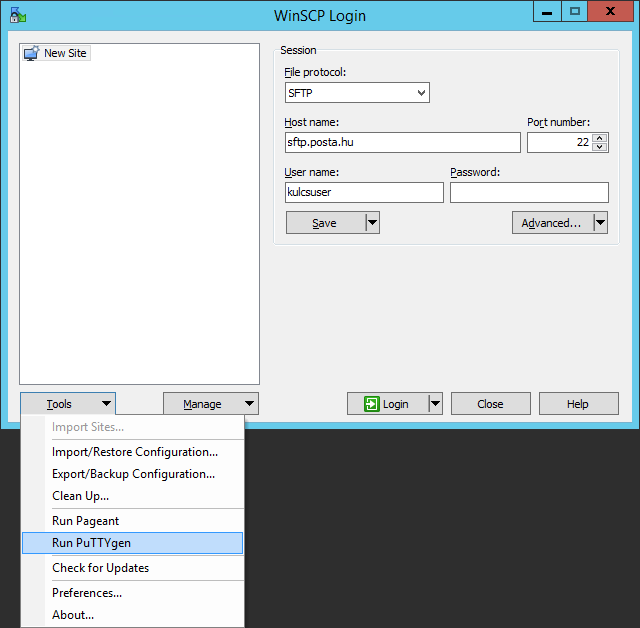 WinSCP Login
New Site
Session
File protocol:
SFTP
Host name:
Port number:
sftp.posta.hu
22
User name:
Password:
kulcsuser
Save
Advanced...
Tools
Manage
Login
Close
Help
Import Sites...
Import/Restore Configuration...
Export/Backup Configuration...
Clean Up...
Run Pageant
Run PuTTYgen
Check for Updates
Preferences...
About...